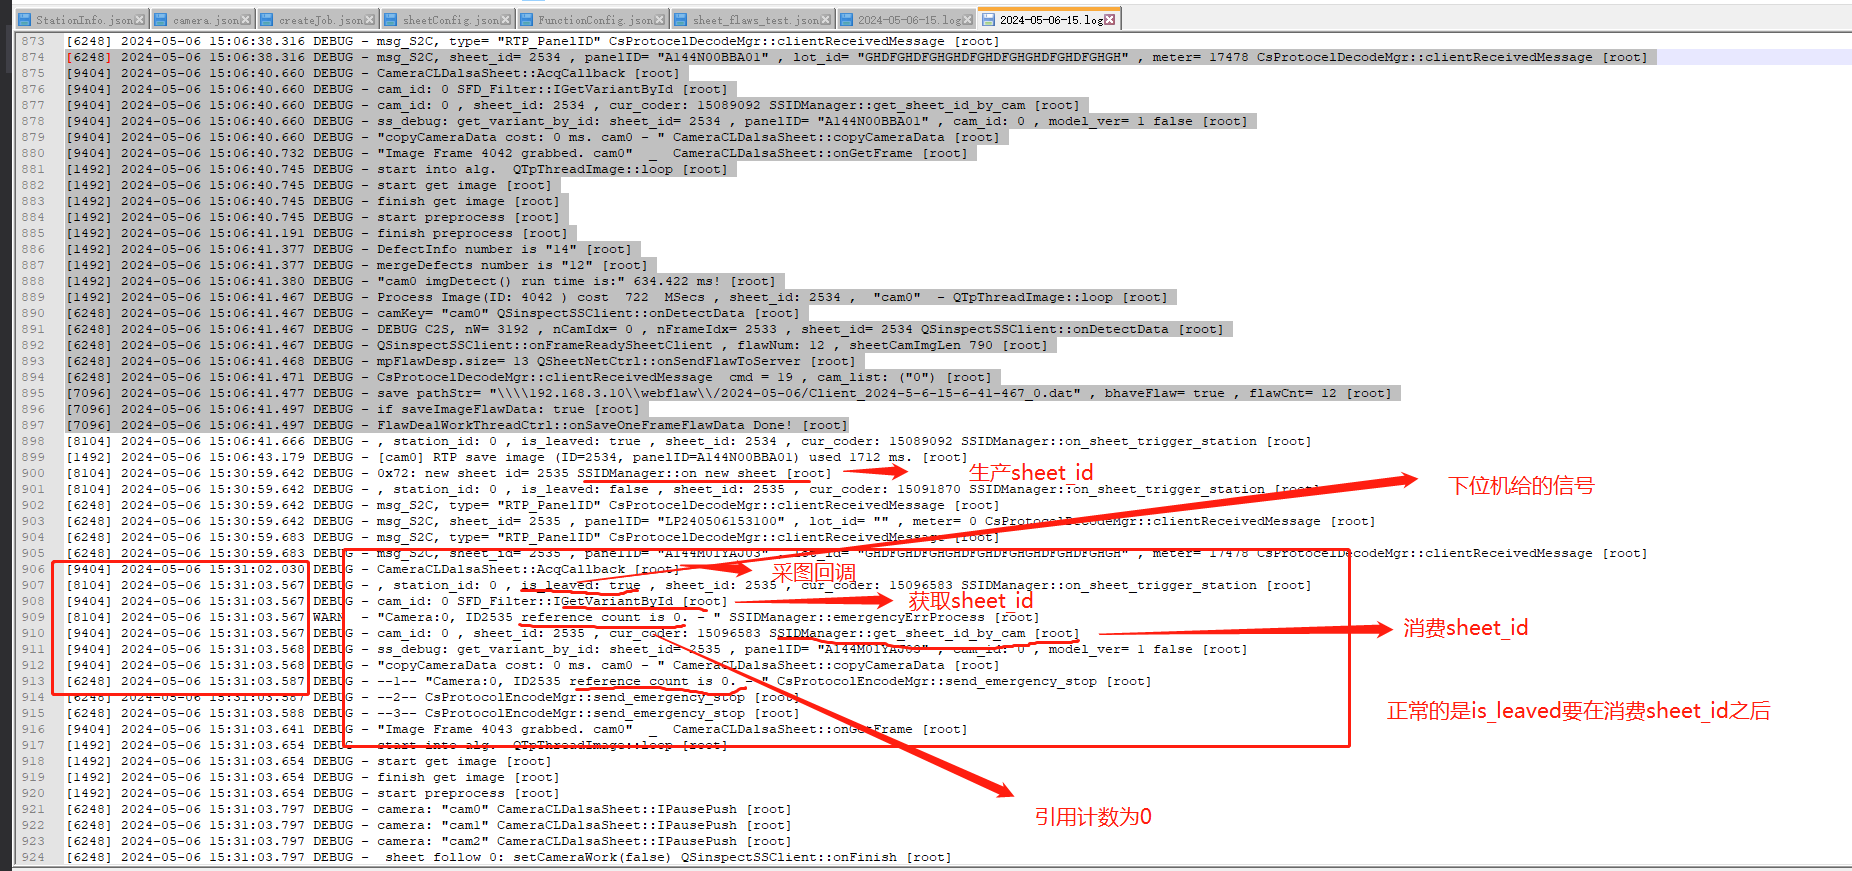 StationInfo.json camera.json createJob.json sheetConfig.json FunctionConfig.json sheet_flaws_test.json 2024-05-06-15.log 2024-05-06-15.log
873 [6248] 2024-05-06 15:06:38.316 DEBUG - msg_S2C, type= "RTP_PanelID" CsProtocolDecodeMgr::clientReceivedMessage [root]
874 [6248] 2024-05-06 15:06:38.316 DEBUG - msg_S2C, sheet_id= 2534 , panelID= "A144N00BBA01" , lot_id= "GHDFGHDFGHGHDFGHDFGHGHDFGHDFGHGH" , meter= 17478 CsProtocolDecodeMgr::clientReceivedMessage [root]
875 [9404] 2024-05-06 15:06:40.660 DEBUG - CameraCLDalsaSheet::AcqCallback [root]
876 [9404] 2024-05-06 15:06:40.660 DEBUG - cam_id: 0 SFD_Filter::IGetVariantById [root]
877 [9404] 2024-05-06 15:06:40.660 DEBUG - cam_id: 0 , sheet_id: 2534 , cur_coder: 15089092 SSIDManager::get_sheet_id_by_cam [root]
878 [9404] 2024-05-06 15:06:40.660 DEBUG - ss_debug: get_variant_by_id: sheet_id= 2534 , panelID= "A144N00BBA01" , cam_id: 0 , model_ver= 1 false [root]
879 [9404] 2024-05-06 15:06:40.660 DEBUG - "copyCameraData cost: 0 ms. cam0 - " CameraCLDalsaSheet::copyCameraData [root]
880 [9404] 2024-05-06 15:06:40.732 DEBUG - "Image Frame 4042 grabbed. cam0" _ CameraCLDalsaSheet::onGetFrame [root]
881 [1492] 2024-05-06 15:06:40.745 DEBUG - start into alg. QTpThreadImage::loop [root]
882 [1492] 2024-05-06 15:06:40.745 DEBUG - start get image [root]
883 [1492] 2024-05-06 15:06:40.745 DEBUG - finish get image [root]
884 [1492] 2024-05-06 15:06:40.745 DEBUG - start preprocess [root]
885 [1492] 2024-05-06 15:06:41.191 DEBUG - finish preprocess [root]
886 [1492] 2024-05-06 15:06:41.377 DEBUG - DefectInfo number is "14" [root]
887 [1492] 2024-05-06 15:06:41.377 DEBUG - mergeDefects number is "12" [root]
888 [1492] 2024-05-06 15:06:41.380 DEBUG - "cam0 imgDetect() run time is:" 634.422 ms! [root]
889 [1492] 2024-05-06 15:06:41.467 DEBUG - Process Image(ID: 4042 ) cost 722 MSecs , sheet_id: 2534 , "cam0" - QTpThreadImage::loop [root]
890 [6248] 2024-05-06 15:06:41.467 DEBUG - camKey= "cam0" QSinspectSSClient::onDetectData [root]
891 [6248] 2024-05-06 15:06:41.467 DEBUG - DEBUG C2S, nW= 3192 , nCamIdx= 0 , nFrameIdx= 2533 , sheet_id= 2534 QSinspectSSClient::onDetectData [root]
892 [6248] 2024-05-06 15:06:41.467 DEBUG - QSinspectSSClient::onFrameReadySheetClient , flawNum: 12 , sheetCamImgLen 790 [root]
893 [6248] 2024-05-06 15:06:41.468 DEBUG - mpFlawDesp.size= 13 QSheetNetCtrl::onSendFlawToServer [root]
894 [6248] 2024-05-06 15:06:41.471 DEBUG - CsProtocolDecodeMgr::clientReceivedMessage cmd = 19 , cam_list: ("0") [root]
895 [7096] 2024-05-06 15:06:41.477 DEBUG - save pathStr= "\\\\192.168.3.10\\webflaw\\/2024-05-06/Client_2024-5-6-15-6-41-467_0.dat" , bhaveFlaw= true , flawCnt= 12 [root]
896 [7096] 2024-05-06 15:06:41.497 DEBUG - if saveImageFlawData: true [root]
897 [7096] 2024-05-06 15:06:41.497 DEBUG - FlawDealWorkThreadCtrl::onSaveOneFrameFlawData Done! [root]
898 [8104] 2024-05-06 15:06:41.666 DEBUG - , station_id: 0 , is_leaved: true , sheet_id: 2534 , cur_coder: 15089092 SSIDManager::on_sheet_trigger_station [root]
899 [1492] 2024-05-06 15:06:43.179 DEBUG - [cam0] RTP save image (ID=2534, panelID=A144N00BBA01) used 1712 ms. [root]
900 [8104] 2024-05-06 15:30:59.642 DEBUG - 0x72: new sheet id= 2535 SSIDManager::on_new_sheet [root] 生产sheet_id
901 [8104] 2024-05-06 15:30:59.642 DEBUG - , station_id: 0 , is_leaved: false , sheet_id: 2535 , cur_coder: 15091870 SSIDManager::on_sheet_trigger_station [root] 下位机给的信号
902 [6248] 2024-05-06 15:30:59.642 DEBUG - msg_S2C, type= "RTP_PanelID" CsProtocolDecodeMgr::clientReceivedMessage [root]
903 [6248] 2024-05-06 15:30:59.642 DEBUG - msg_S2C, sheet_id= 2535 , panelID= "LP240506153100" , lot_id= "" , meter= 0 CsProtocolDecodeMgr::clientReceivedMessage [root]
904 [6248] 2024-05-06 15:30:59.683 DEBUG - msg_S2C, type= "RTP_PanelID" CsProtocolDecodeMgr::clientReceivedMessage [root]
905 [6248] 2024-05-06 15:30:59.683 DEBUG - msg_S2C, sheet_id= 2535 , panelID= "A144M01YAJ03" , lot_id= "GHDFGHDFGHGHDFGHDFGHGHDFGHDFGHGH" , meter= 17478 CsProtocolDecodeMgr::clientReceivedMessage [root]
906 [9404] 2024-05-06 15:31:02.030 DEBUG - CameraCLDalsaSheet::AcqCallback [root] 采图回调
907 [8104] 2024-05-06 15:31:03.567 DEBUG - , station_id: 0 , is_leaved: true , sheet_id: 2535 , cur_coder: 15096583 SSIDManager::on_sheet_trigger_station [root]
908 [9404] 2024-05-06 15:31:03.567 DEBUG - cam_id: 0 SFD_Filter::IGetVariantById [root] 获取sheet_id
909 [8104] 2024-05-06 15:31:03.567 WARN - "Camera:0, ID2535 reference count is 0. - " SSIDManager::emergencyErrProcess [root]
910 [9404] 2024-05-06 15:31:03.567 DEBUG - cam_id: 0 , sheet_id: 2535 , cur_coder: 15096583 SSIDManager::get_sheet_id_by_cam [root] 消费sheet_id
911 [9404] 2024-05-06 15:31:03.568 DEBUG - ss_debug: get_variant_by_id: sheet_id= 2535 , panelID= "A144M01YAJ03" , cam_id: 0 , model_ver= 1 false [root]
912 [9404] 2024-05-06 15:31:03.568 DEBUG - "copyCameraData cost: 0 ms. cam0 - " CameraCLDalsaSheet::copyCameraData [root]
913 [6248] 2024-05-06 15:31:03.587 DEBUG - --1-- "Camera:0, ID2535 reference count is 0. - " CsProtocolEncodeMgr::send_emergency_stop [root]
914 [6248] 2024-05-06 15:31:03.587 DEBUG - --2-- CsProtocolEncodeMgr::send_emergency_stop [root]
915 [6248] 2024-05-06 15:31:03.588 DEBUG - --3-- CsProtocolEncodeMgr::send_emergency_stop [root] 正常的是is_leaved要在消费sheet_id之后
916 [9404] 2024-05-06 15:31:03.641 DEBUG - "Image Frame 4043 grabbed. cam0" _ CameraCLDalsaSheet::onGetFrame [root]
917 [1492] 2024-05-06 15:31:03.654 DEBUG - start into alg. QTpThreadImage::loop [root]
918 [1492] 2024-05-06 15:31:03.654 DEBUG - start get image [root]
919 [1492] 2024-05-06 15:31:03.654 DEBUG - finish get image [root]
920 [1492] 2024-05-06 15:31:03.654 DEBUG - start preprocess [root]
921 [6248] 2024-05-06 15:31:03.797 DEBUG - camera: "cam0" CameraCLDalsaSheet::IPausePush [root] 引用计数为0
922 [6248] 2024-05-06 15:31:03.797 DEBUG - camera: "cam1" CameraCLDalsaSheet::IPausePush [root]
923 [6248] 2024-05-06 15:31:03.797 DEBUG - camera: "cam2" CameraCLDalsaSheet::IPausePush [root]
924 [6248] 2024-05-06 15:31:03.797 DEBUG - sheet follow 0: setCameraWork(false) QSinspectSSClient::onFinish [root]